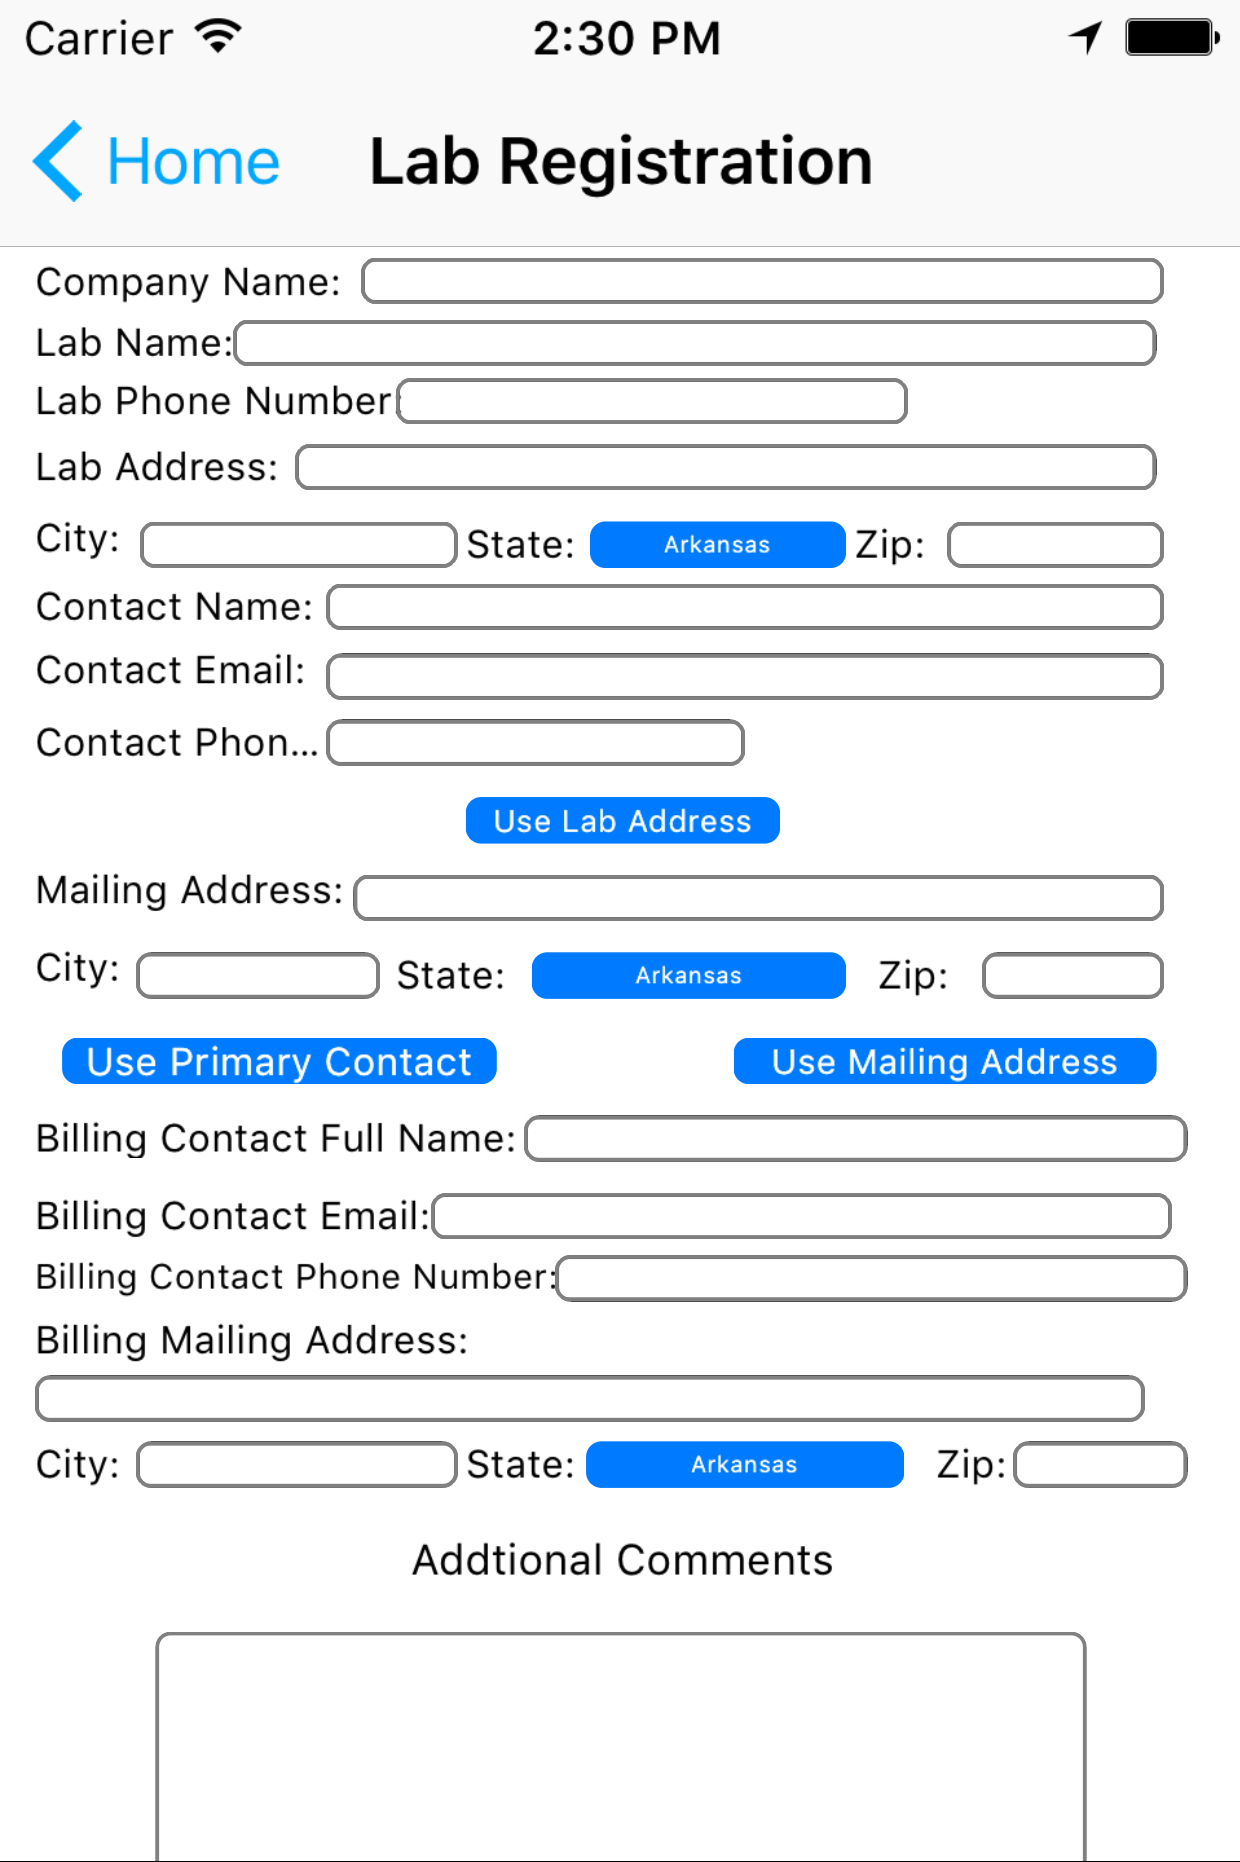 Carrier 2:30 PM
Home Lab Registration
Company Name:
Lab Name:
Lab Phone Number:
Lab Address:
City: State: Arkansas Zip:
Contact Name:
Contact Email:
Contact Phon...
Use Lab Address
Mailing Address:
City: State: Arkansas Zip:
Use Primary Contact Use Mailing Address
Billing Contact Full Name:
Billing Contact Email:
Billing Contact Phone Number:
Billing Mailing Address:
City: State: Arkansas Zip:
Addtional Comments